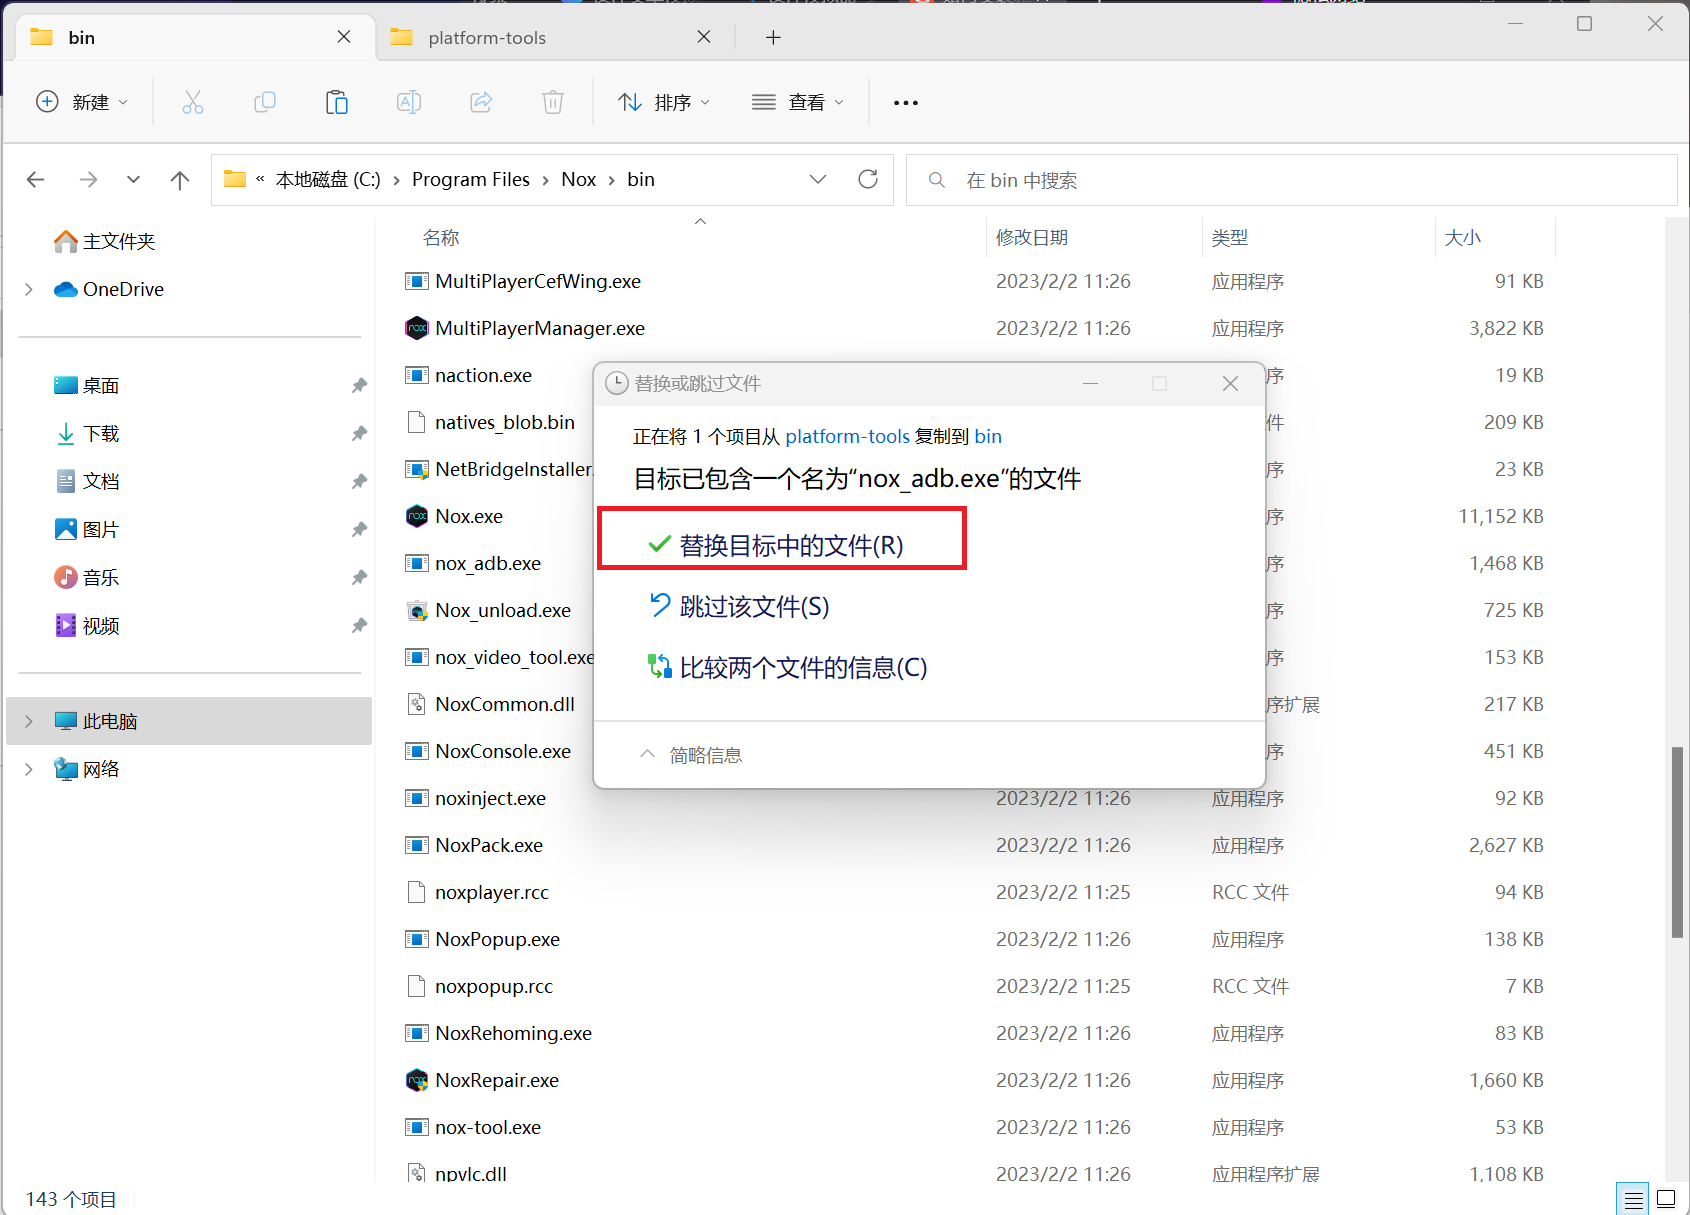 bin
platform-tools
新建
排序
查看
« 本地磁盘 (C:) › Program Files › Nox › bin
在 bin 中搜索
主文件夹
OneDrive
桌面
下载
文档
图片
音乐
视频
此电脑
网络
名称 修改日期 类型 大小
MultiPlayerCefWing.exe 2023/2/2 11:26 应用程序 91 KB
MultiPlayerManager.exe 2023/2/2 11:26 应用程序 3,822 KB
naction.exe 序 19 KB
natives_blob.bin 件 209 KB
NetBridgeInstaller. 序 23 KB
Nox.exe 序 11,152 KB
nox_adb.exe 序 1,468 KB
Nox_unload.exe 序 725 KB
nox_video_tool.exe 序 153 KB
NoxCommon.dll 序扩展 217 KB
NoxConsole.exe 序 451 KB
noxinject.exe 2023/2/2 11:26 应用程序 92 KB
NoxPack.exe 2023/2/2 11:26 应用程序 2,627 KB
noxplayer.rcc 2023/2/2 11:25 RCC 文件 94 KB
NoxPopup.exe 2023/2/2 11:26 应用程序 138 KB
noxpopup.rcc 2023/2/2 11:25 RCC 文件 7 KB
NoxRehoming.exe 2023/2/2 11:26 应用程序 83 KB
NoxRepair.exe 2023/2/2 11:26 应用程序 1,660 KB
nox-tool.exe 2023/2/2 11:26 应用程序 53 KB
npvlc.dll 2023/2/2 11:26 应用程序扩展 1,108 KB
替换或跳过文件
正在将 1 个项目从 platform-tools 复制到 bin
目标已包含一个名为“nox_adb.exe”的文件
替换目标中的文件(R)
跳过该文件(S)
比较两个文件的信息(C)
简略信息
143 个项目